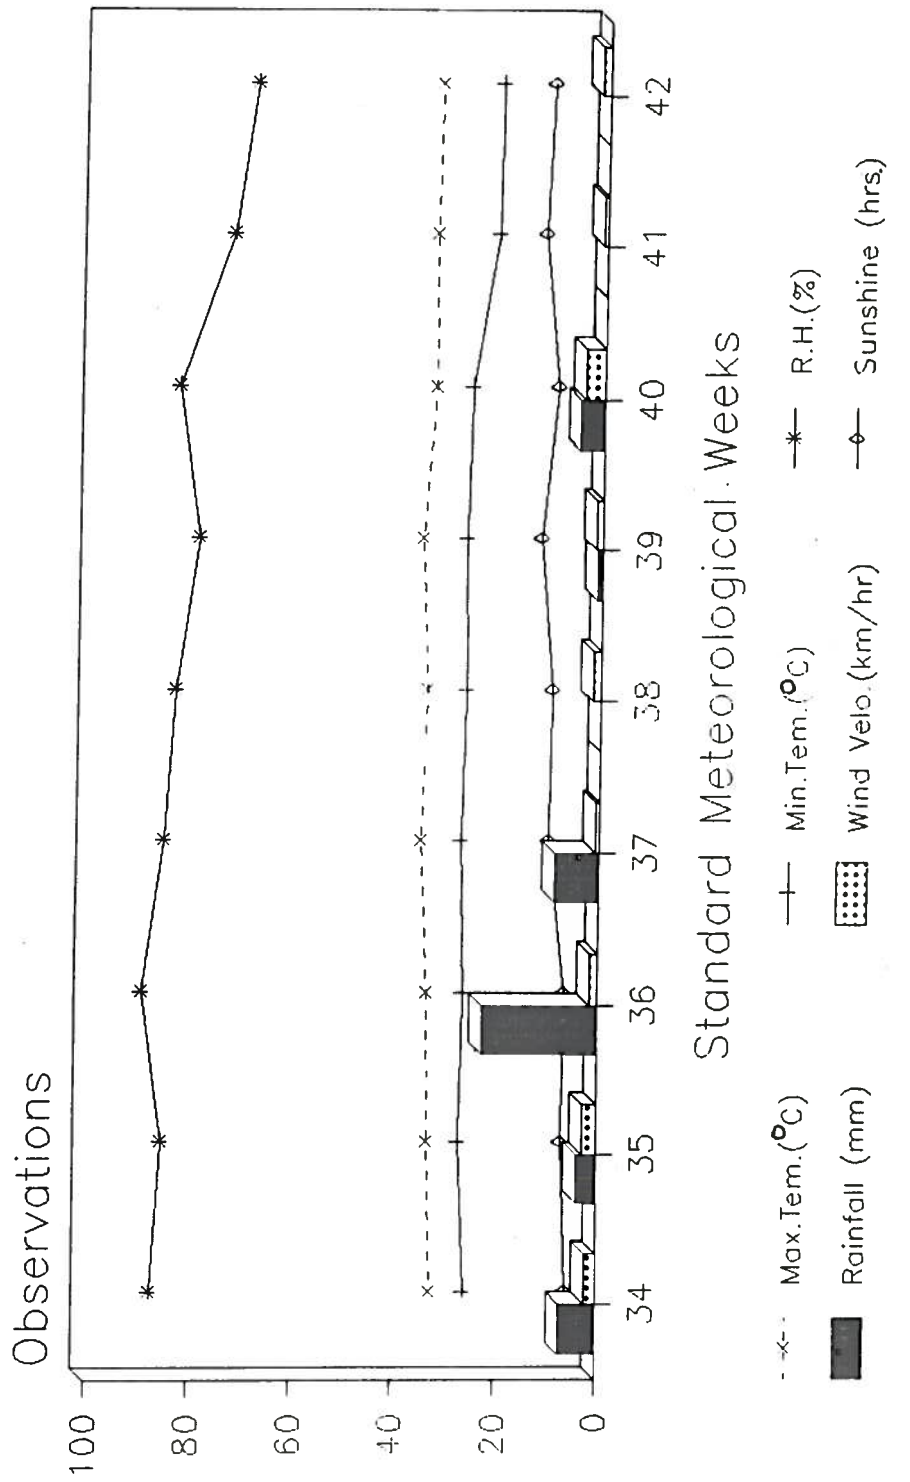 Observations
100
80
60
40
20
0
34 35 36 37 38 39 40 41 42
Standard Meteorological Weeks
Max.Tem.(°C) Min.Tem.(°C) R.H.(%)
Rainfall (mm) Wind Velo.(km/hr) Sunshine (hrs.)